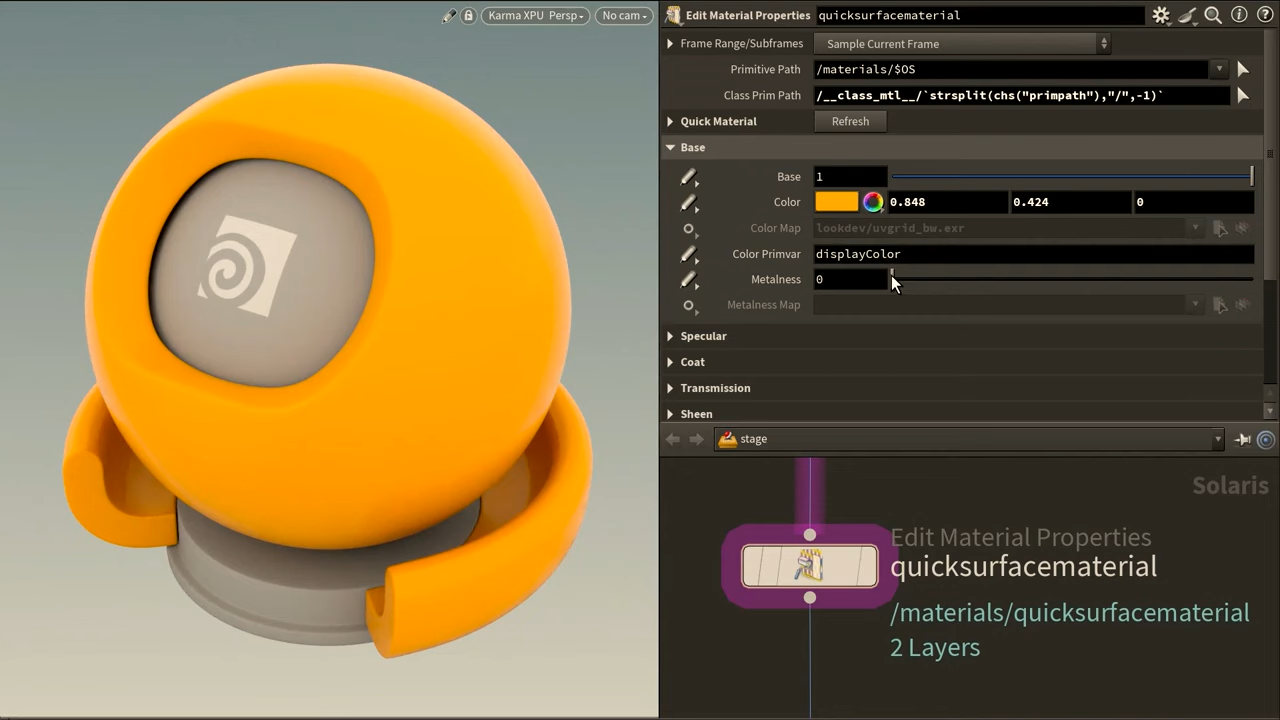 Karma XPU Persp
No cam
Edit Material Properties quicksurfacematerial
Frame Range/Subframes Sample Current Frame
Primitive Path /materials/$OS
Class Prim Path /__class_mtl__/`strsplit(chs("primpath"),"/",-1)`
Quick Material Refresh
Base
Base 1
Color 0.848 0.424 0
Color Map lookdev/uvgrid_bw.exr
Color Primvar displayColor
Metalness 0
Metalness Map
Specular
Coat
Transmission
Sheen
stage
Solaris
Edit Material Properties
quicksurfacematerial
/materials/quicksurfacematerial
2 Layers